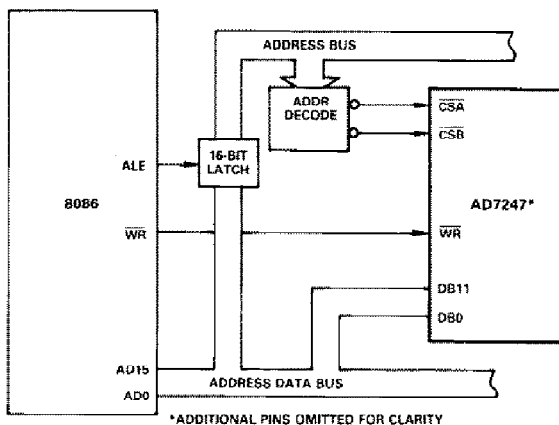 ADDRESS BUS
ADDR
DECODE
CSA
CSB
16-BIT
LATCH
ALE
8086
AD7247*
WR
WR
DB11
DB0
AD15
ADDRESS DATA BUS
AD0
*ADDITIONAL PINS OMITTED FOR CLARITY